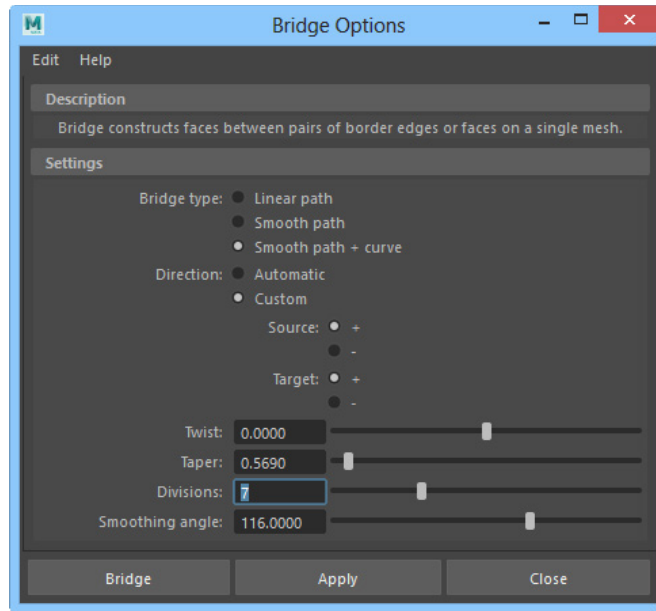 Bridge Options
Edit Help
Description
Bridge constructs faces between pairs of border edges or faces on a single mesh.
Settings
Bridge type: Linear path
Smooth path
Smooth path + curve
Direction: Automatic
Custom
Source: +
-
Target: +
-
Twist: 0.0000
Taper: 0.5690
Divisions: 7
Smoothing angle: 116.0000
Bridge Apply Close